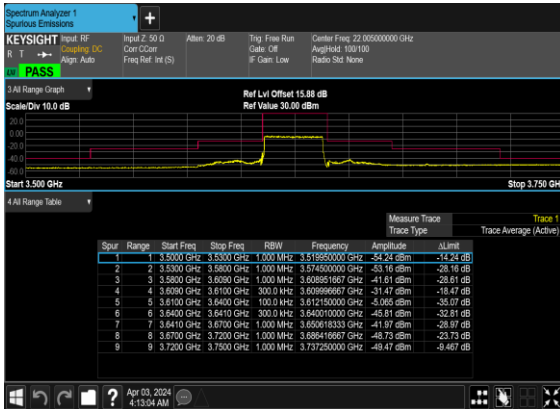 Spectrum Analyzer 1
Spurious Emissions
KEYSIGHT Input: RF Input Z: 50 Ω Atten: 20 dB Trig: Free Run Center Freq: 22.005000000 GHz
R T Coupling: DC Corr CCorr Gate: Off Avg|Hold: 100/100
Align: Auto Freq Ref: Int (S) IF Gain: Low Radio Std: None
PASS
3 All Range Graph
Ref Lvl Offset 15.88 dB
Scale/Div 10.0 dB Ref Value 30.00 dBm
20.0
0.00
-20.0
-40.0
-60.0
Start 3.500 GHz Stop 3.750 GH
4 All Range Table
Measure Trace Trace 1
Trace Type Trace Average (Active)
Spur Range Start Freq Stop Freq RBW Frequency Amplitude ΔLimit
1 1 3.5000 GHz 3.5300 GHz 1.000 MHz 3.519950000 GHz -54.24 dBm -14.24 dB
2 2 3.5300 GHz 3.5800 GHz 1.000 MHz 3.574500000 GHz -53.16 dBm -28.16 dB
3 3 3.5800 GHz 3.6090 GHz 1.000 MHz 3.608951667 GHz -41.61 dBm -28.61 dB
4 4 3.6090 GHz 3.6100 GHz 300.0 kHz 3.609996667 GHz -31.47 dBm -18.47 dB
5 5 3.6100 GHz 3.6400 GHz 100.0 kHz 3.612150000 GHz -5.065 dBm -35.07 dB
6 6 3.6400 GHz 3.6410 GHz 300.0 kHz 3.640010000 GHz -45.81 dBm -32.81 dB
7 7 3.6410 GHz 3.6700 GHz 1.000 MHz 3.650618333 GHz -41.97 dBm -28.97 dB
8 8 3.6700 GHz 3.7200 GHz 1.000 MHz 3.686416667 GHz -48.73 dBm -23.73 dB
9 9 3.7200 GHz 3.7500 GHz 1.000 MHz 3.737250000 GHz -49.47 dBm -9.467 dB
Apr 03, 2024
4:13:04 AM